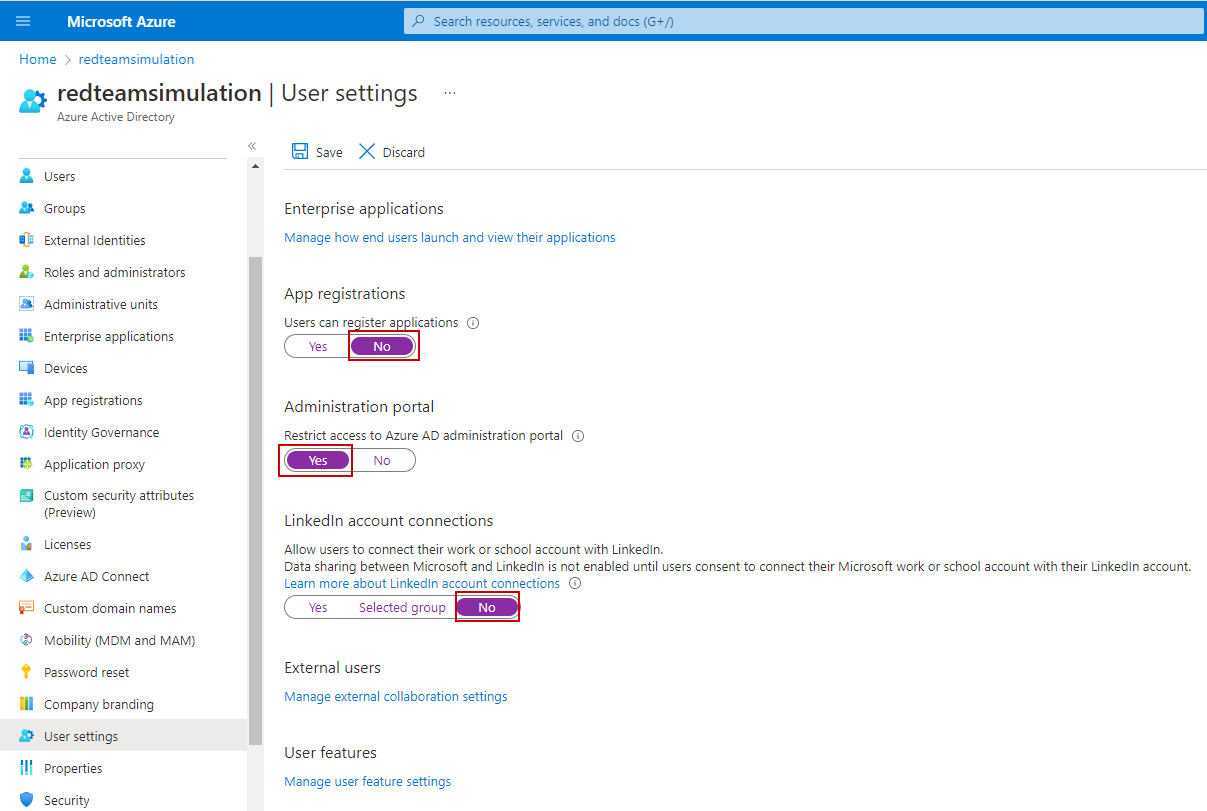 Microsoft Azure
Search resources, services, and docs (G+/)
Home > redteamsimulation
redteamsimulation | User settings ...
Azure Active Directory
«
Users
Groups
External Identities
Roles and administrators
Administrative units
Enterprise applications
Devices
App registrations
Identity Governance
Application proxy
Custom security attributes
(Preview)
Licenses
Azure AD Connect
Custom domain names
Mobility (MDM and MAM)
Password reset
Company branding
User settings
Properties
Security
Save Discard
Enterprise applications
Manage how end users launch and view their applications
App registrations
Users can register applications
Yes No
Administration portal
Restrict access to Azure AD administration portal
Yes No
LinkedIn account connections
Allow users to connect their work or school account with LinkedIn.
Data sharing between Microsoft and LinkedIn is not enabled until users consent to connect their Microsoft work or school account with their LinkedIn account.
Learn more about LinkedIn account connections
Yes Selected group No
External users
Manage external collaboration settings
User features
Manage user feature settings